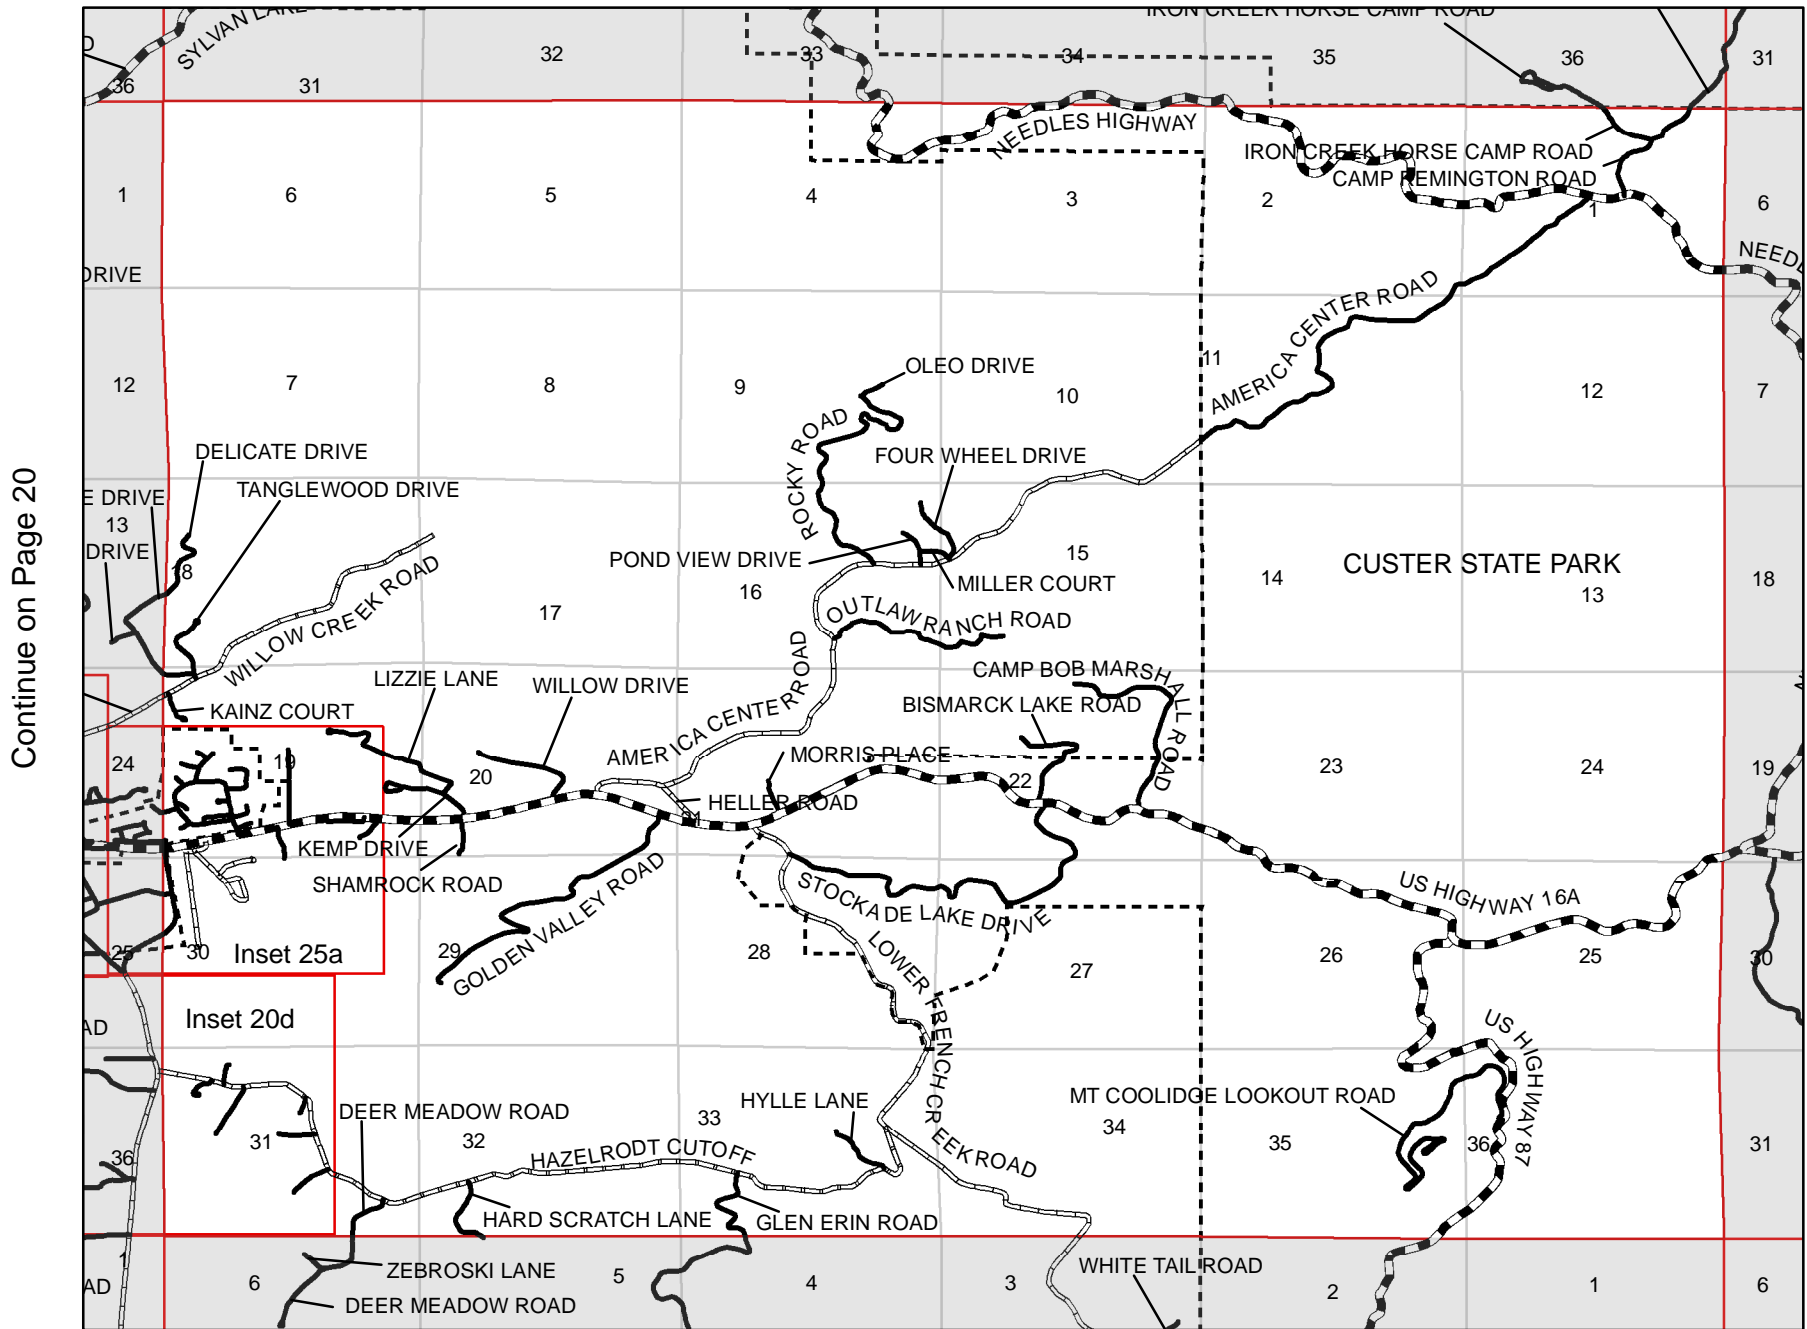 IRON CREEK HORSE CAMP ROAD
SYLVAN LAKE
32
33
34
35
36
31
36
31
NEEDLES HIGHWAY
IRON CREEK HORSE CAMP ROAD
CAMP REMINGTON ROAD
1
6
5
4
3
2
1
6
DRIVE
NEEDL
AMERICA CENTER ROAD
12
7
8
9
10
11
12
7
OLEO DRIVE
ROCKY ROAD
DELICATE DRIVE
FOUR WHEEL DRIVE
TANGLEWOOD DRIVE
E DRIVE
13
DRIVE
18
POND VIEW DRIVE
MILLER COURT
15
16
17
14
CUSTER STATE PARK
13
18
WILLOW CREEK ROAD
OUTLAW RANCH ROAD
Continue on Page 20
LIZZIE LANE
WILLOW DRIVE
CAMP BOB MARSHALL ROAD
BISMARCK LAKE ROAD
KAINZ COURT
AMERICA CENTER ROAD
MORRIS PLACE
24
19
20
22
23
24
19
HELLER ROAD
21
KEMP DRIVE
SHAMROCK ROAD
GOLDEN VALLEY ROAD
STOCKADE LAKE DRIVE
US HIGHWAY 16A
25
30
Inset 25a
29
28
27
26
25
30
LOWER FRENCH CREEK ROAD
Inset 20d
AD
US HIGHWAY 87
MT COOLIDGE LOOKOUT ROAD
HYLLE LANE
DEER MEADOW ROAD
33
34
36
31
32
35
36
31
HAZELRODT CUTOFF
HARD SCRATCH LANE
GLEN ERIN ROAD
1
ZEBROSKI LANE
WHITE TAIL ROAD
AD
6
5
4
3
2
1
6
DEER MEADOW ROAD